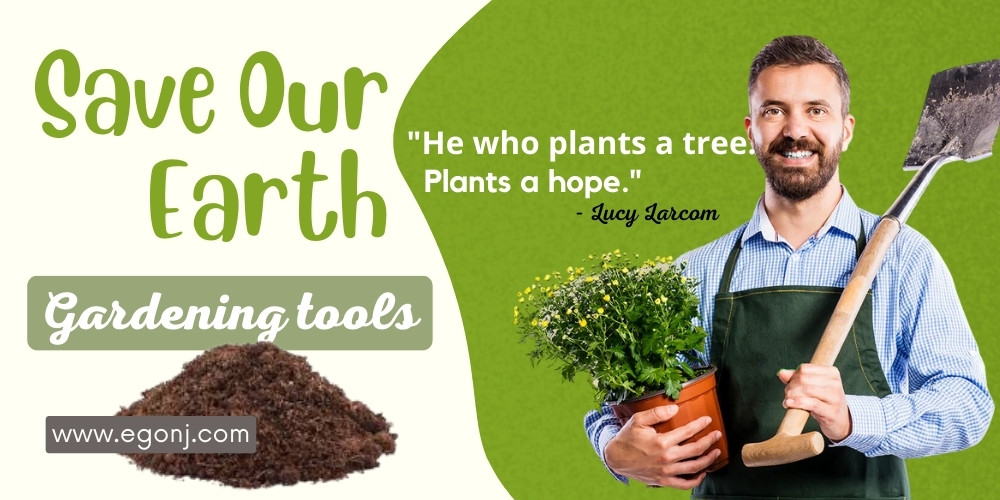 Save Our
Earth
Gardening tools
www.egonj.com
"He who plants a tree.
Plants a hope."
- Lucy Larcom